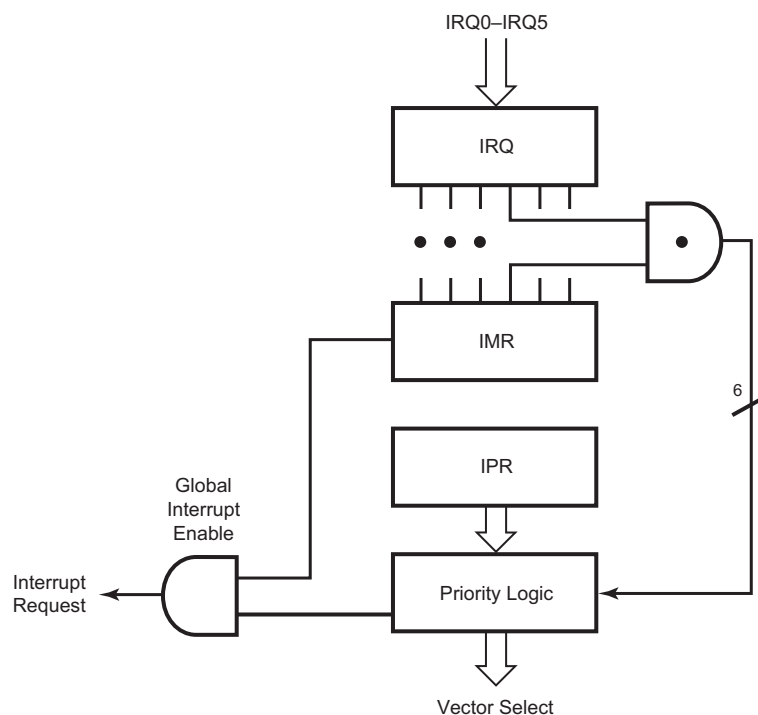 IRQ0–IRQ5
IRQ
IMR
6
IPR
Global
Interrupt
Enable
Interrupt
Request
Priority Logic
Vector Select